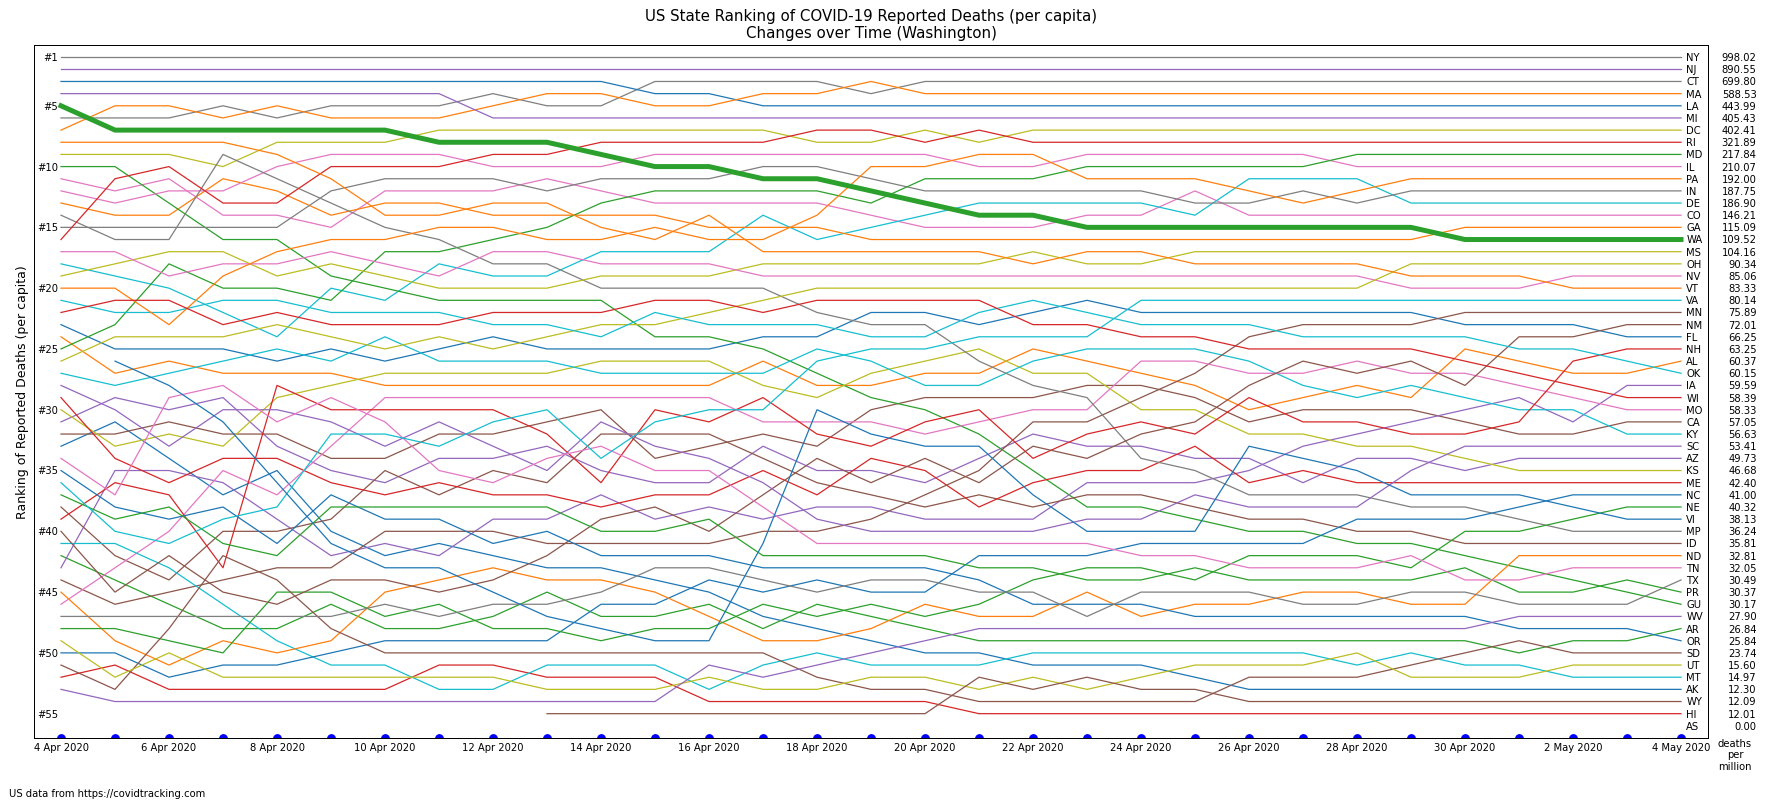 US State Ranking of COVID-19 Reported Deaths (per capita)
Changes over Time (Washington)
Ranking of Reported Deaths (per capita)
#1
#5
#10
#15
#20
#25
#30
#35
#40
#45
#50
#55
NY 998.02
NJ 890.55
CT 699.80
MA 588.53
LA 443.99
MI 405.43
DC 402.41
RI 321.89
MD 217.84
IL 210.07
PA 192.00
IN 187.75
DE 186.90
CO 146.21
GA 115.09
WA 109.52
MS 104.16
OH 90.34
NV 85.06
VT 83.33
VA 80.14
MN 75.89
NM 72.01
FL 66.25
NH 63.25
AL 60.37
OK 60.15
IA 59.59
WI 58.39
MO 58.33
CA 57.05
KY 56.63
SC 53.41
AZ 49.73
KS 46.68
ME 42.40
NC 41.00
NE 40.32
VI 38.13
MP 36.24
ID 35.81
ND 32.81
TN 32.05
TX 30.49
PR 30.37
GU 30.17
WV 27.90
AR 26.84
OR 25.84
SD 23.74
UT 15.60
MT 14.97
AK 12.30
WY 12.09
HI 12.01
AS 0.00
4 Apr 2020 6 Apr 2020 8 Apr 2020 10 Apr 2020 12 Apr 2020 14 Apr 2020 16 Apr 2020 18 Apr 2020 20 Apr 2020 22 Apr 2020 24 Apr 2020 26 Apr 2020 28 Apr 2020 30 Apr 2020 2 May 2020 4 May 2020
deaths
per
million
US data from https://covidtracking.com